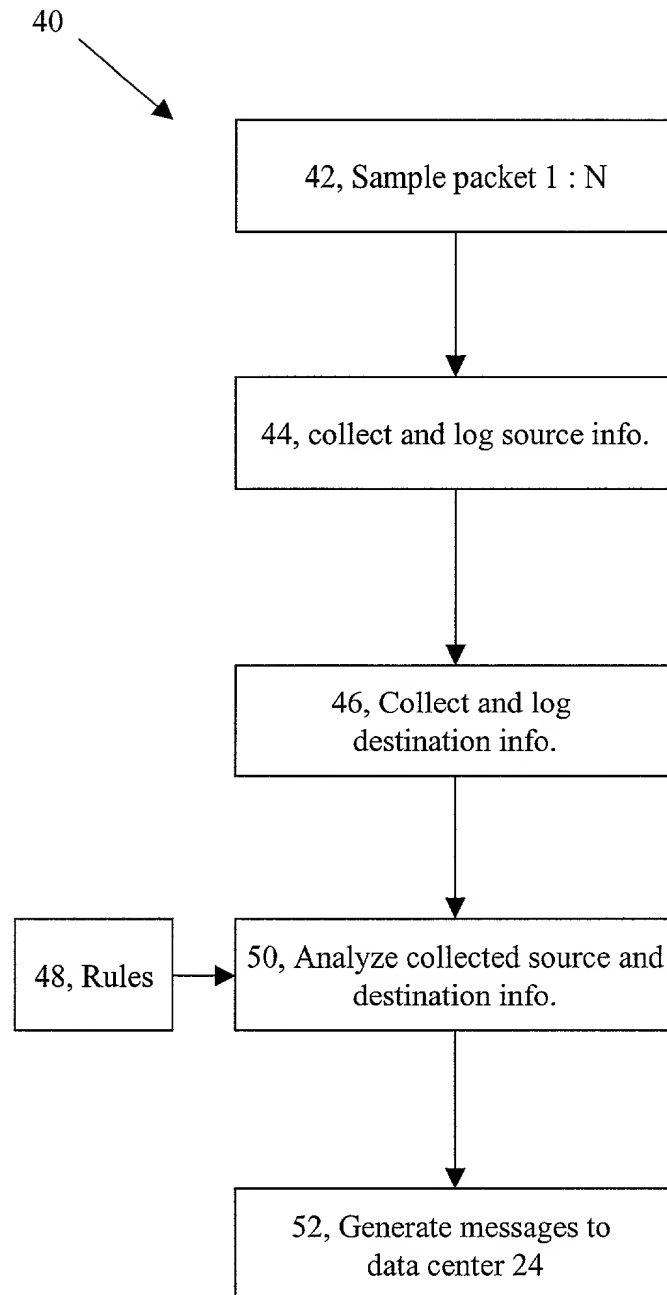 40
42, Sample packet 1 : N
44, collect and log source info.
46, Collect and log
destination info.
48, Rules
50, Analyze collected source and
destination info.
52, Generate messages to
data center 24